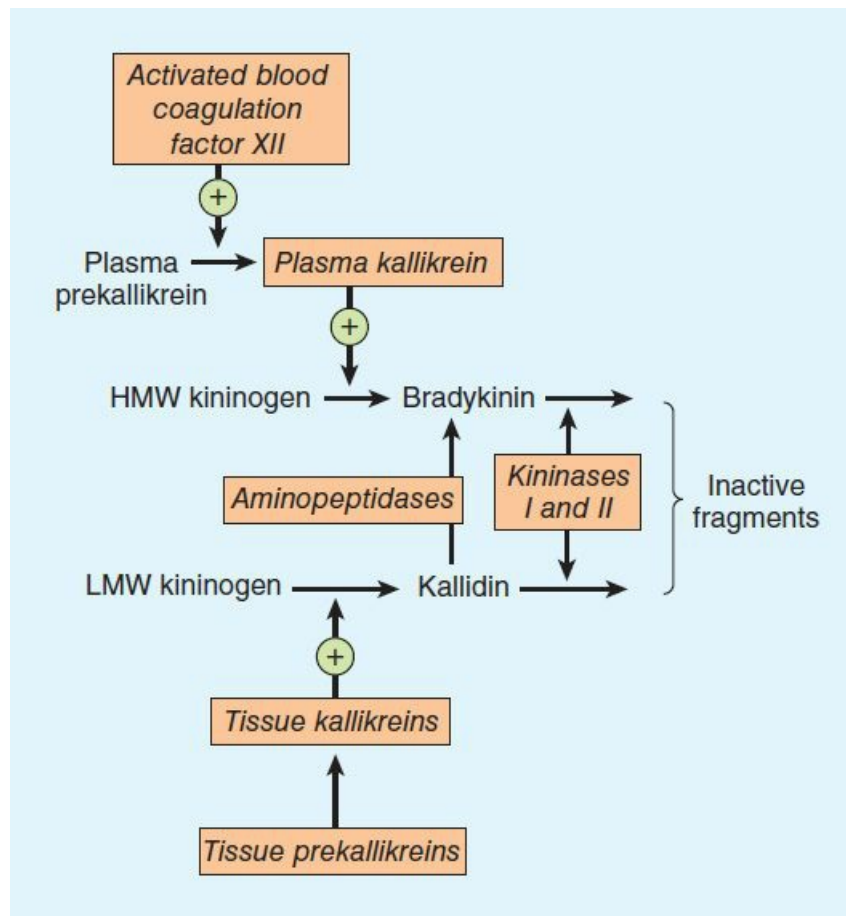 Activated blood
coagulation
factor XII
+
Plasma
prekallikrein
Plasma kallikrein
+
HMW kininogen
Bradykinin
Aminopeptidases
Kininases
I and II
Inactive
fragments
LMW kininogen
Kallidin
+
Tissue kallikreins
Tissue prekallikreins